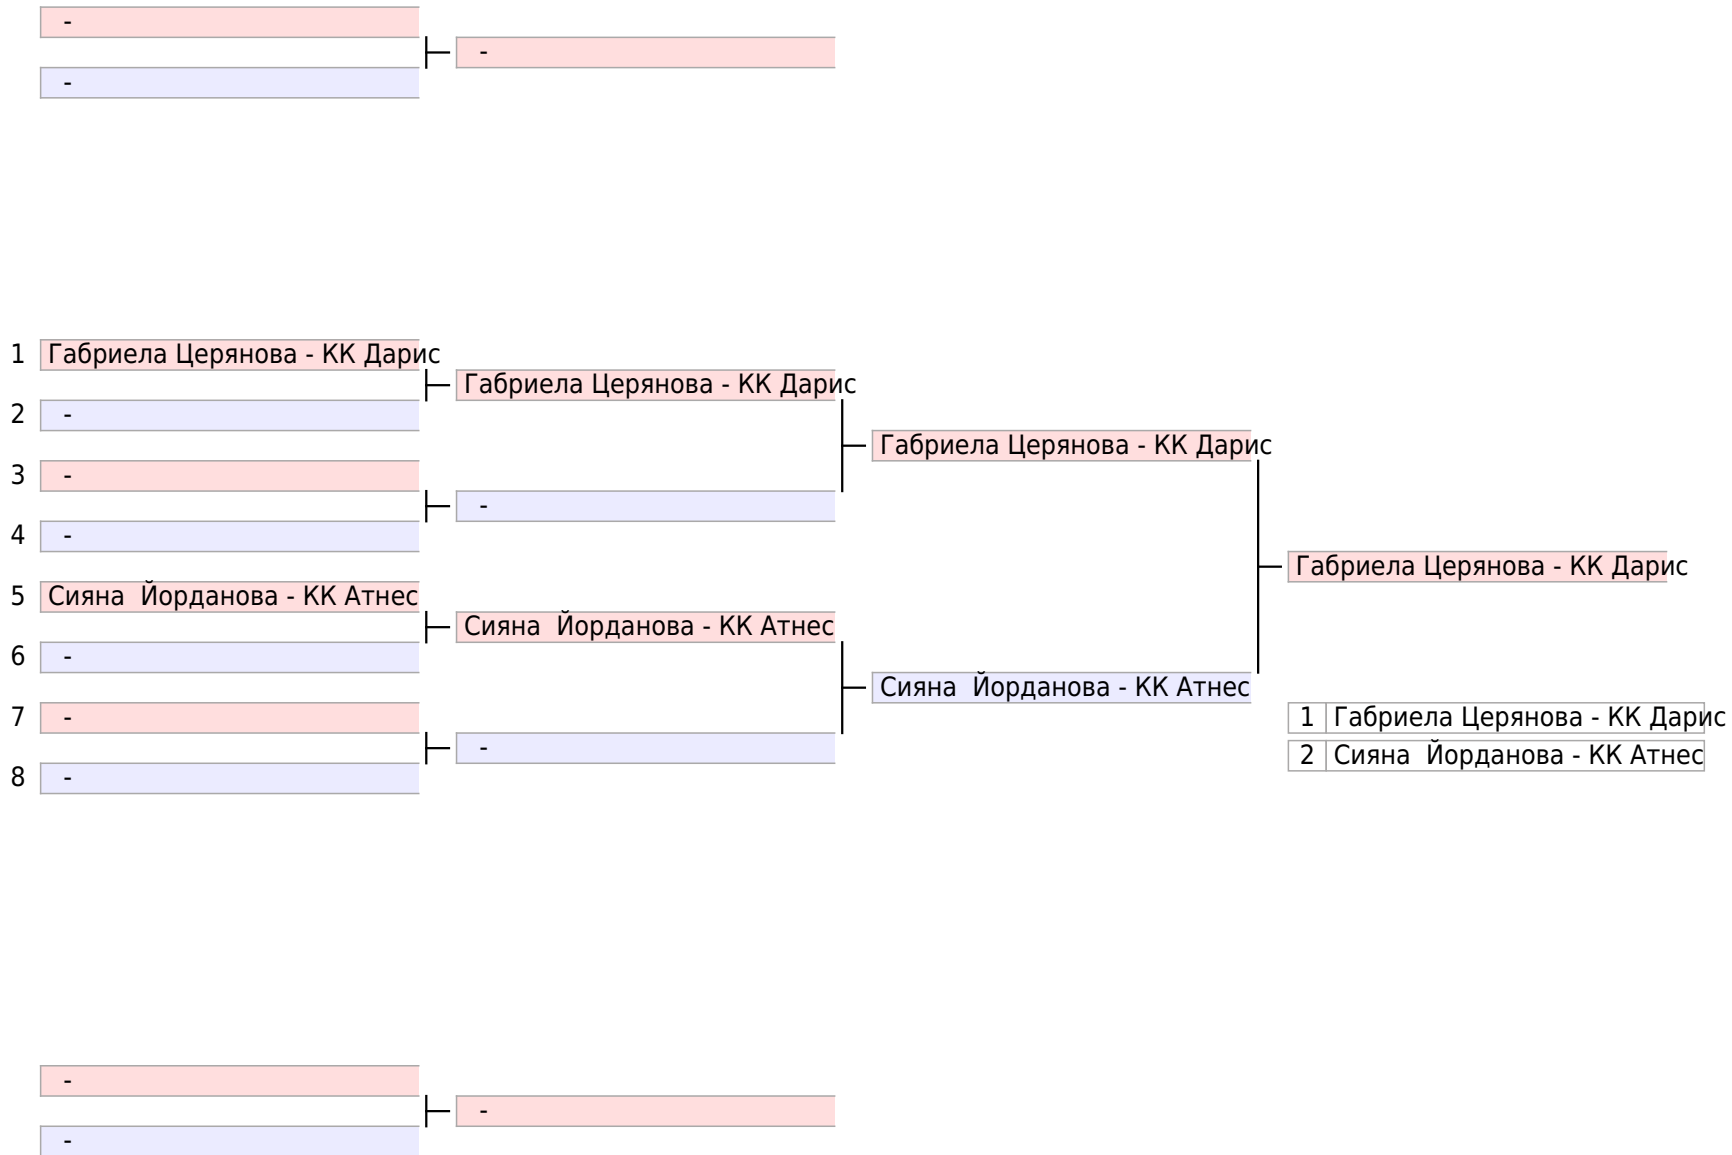 -
-
-
1 Габриела Церянова - КК Дарис
Габриела Церянова - КК Дарис
2 -
Габриела Церянова - КК Дарис
3 -
-
4 -
Габриела Церянова - КК Дарис
5 Сияна  Йорданова - КК Атнес
Сияна  Йорданова - КК Атнес
6 -
Сияна  Йорданова - КК Атнес
7 -
1 Габриела Церянова - КК Дарис
-
2 Сияна  Йорданова - КК Атнес
8 -
-
-
-